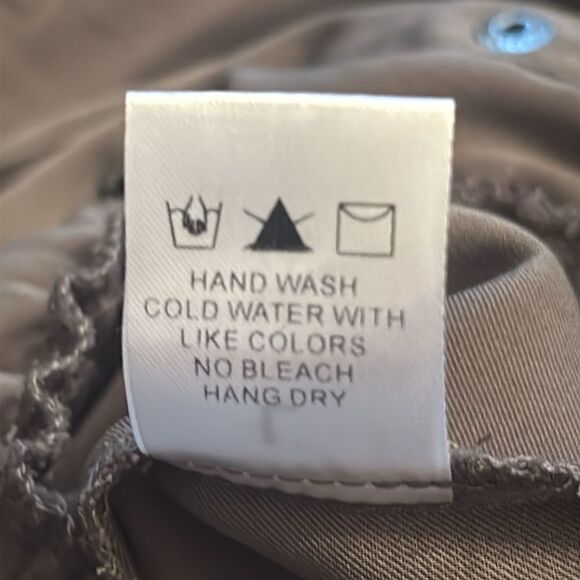 HAND WASH
COLD WATER WITH
LIKE COLORS
NO BLEACH
HANG DRY